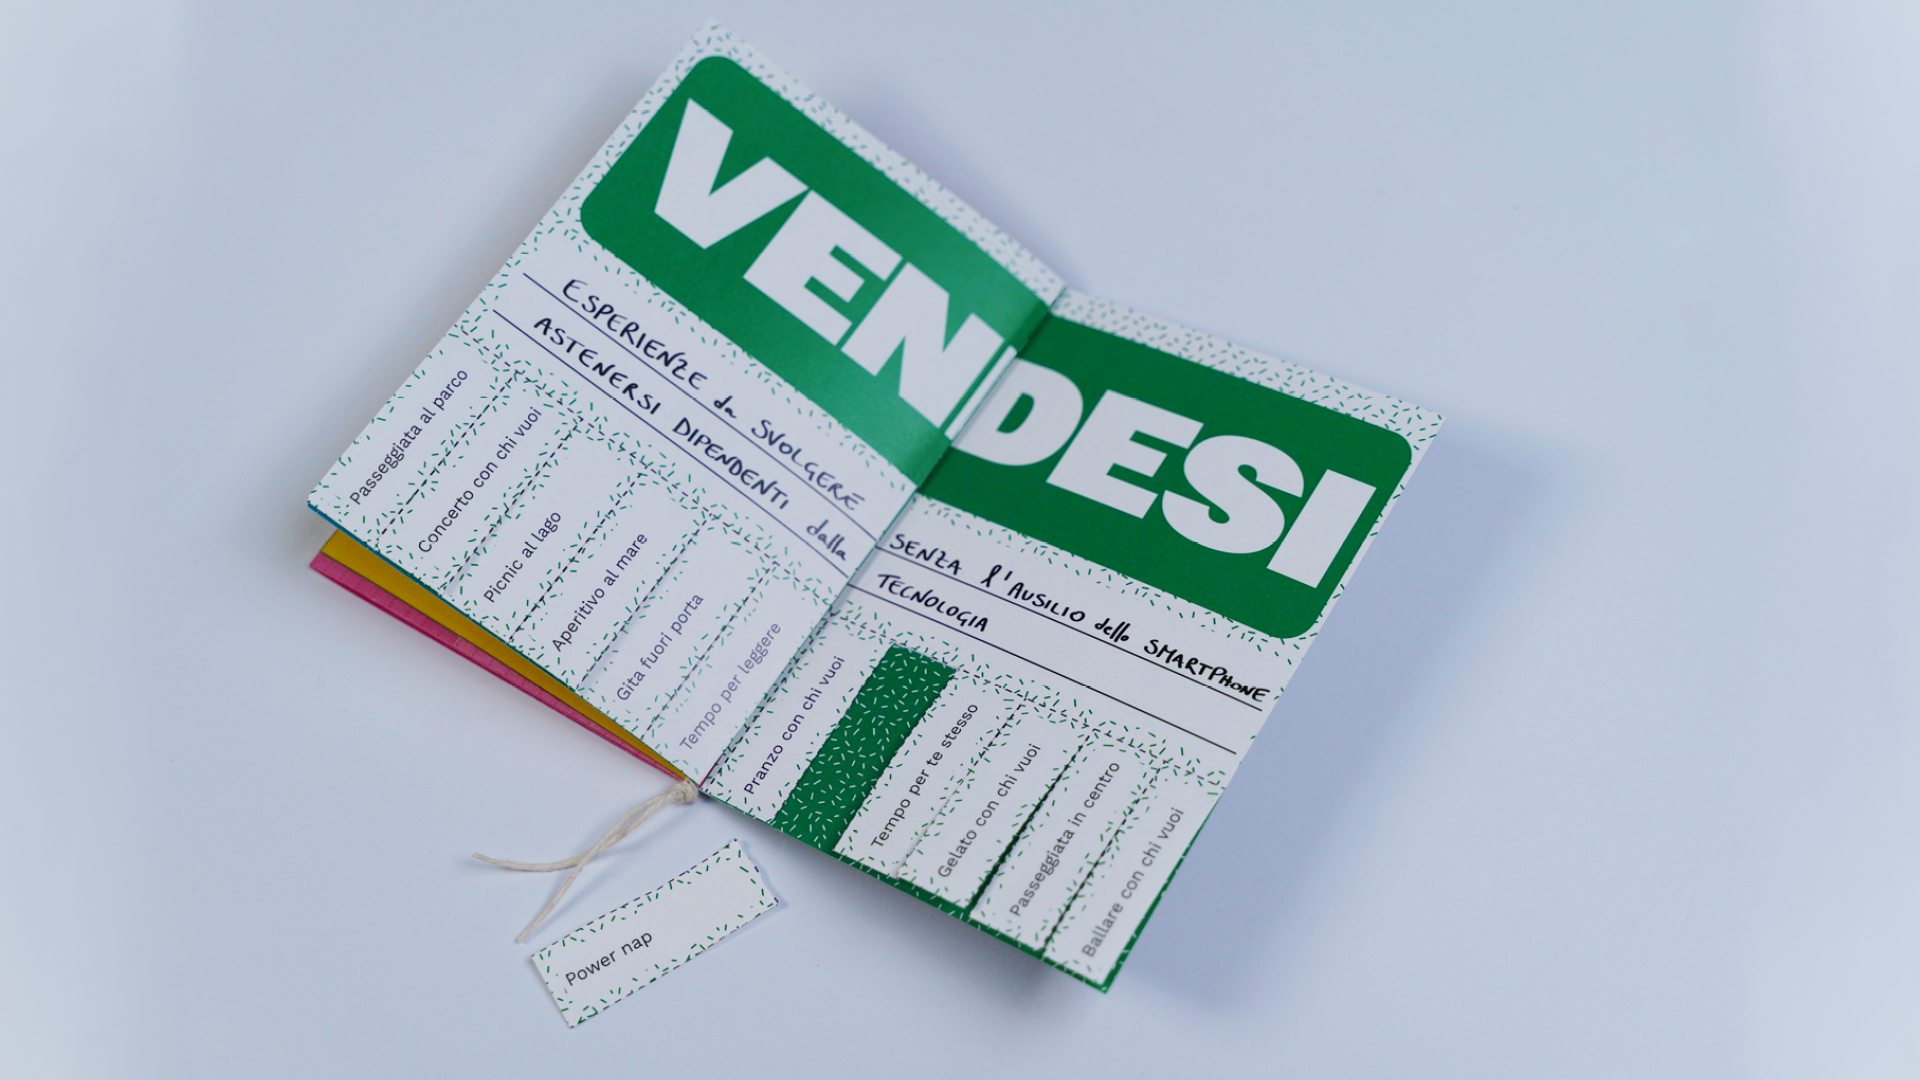 VENDESI
ESPERIENZE da SVOLGERE SENZA l'AUSILIO dello SMARTPHONE
ASTENERSI DIPENDENTI dalla TECNOLOGIA
Passeggiata al parco
Concerto con chi vuoi
Picnic al lago
Aperitivo al mare
Gita fuori porta
Tempo per leggere
Pranzo con chi vuoi
Tempo per te stesso
Gelato con chi vuoi
Passeggiata in centro
Ballare con chi vuoi
Power nap